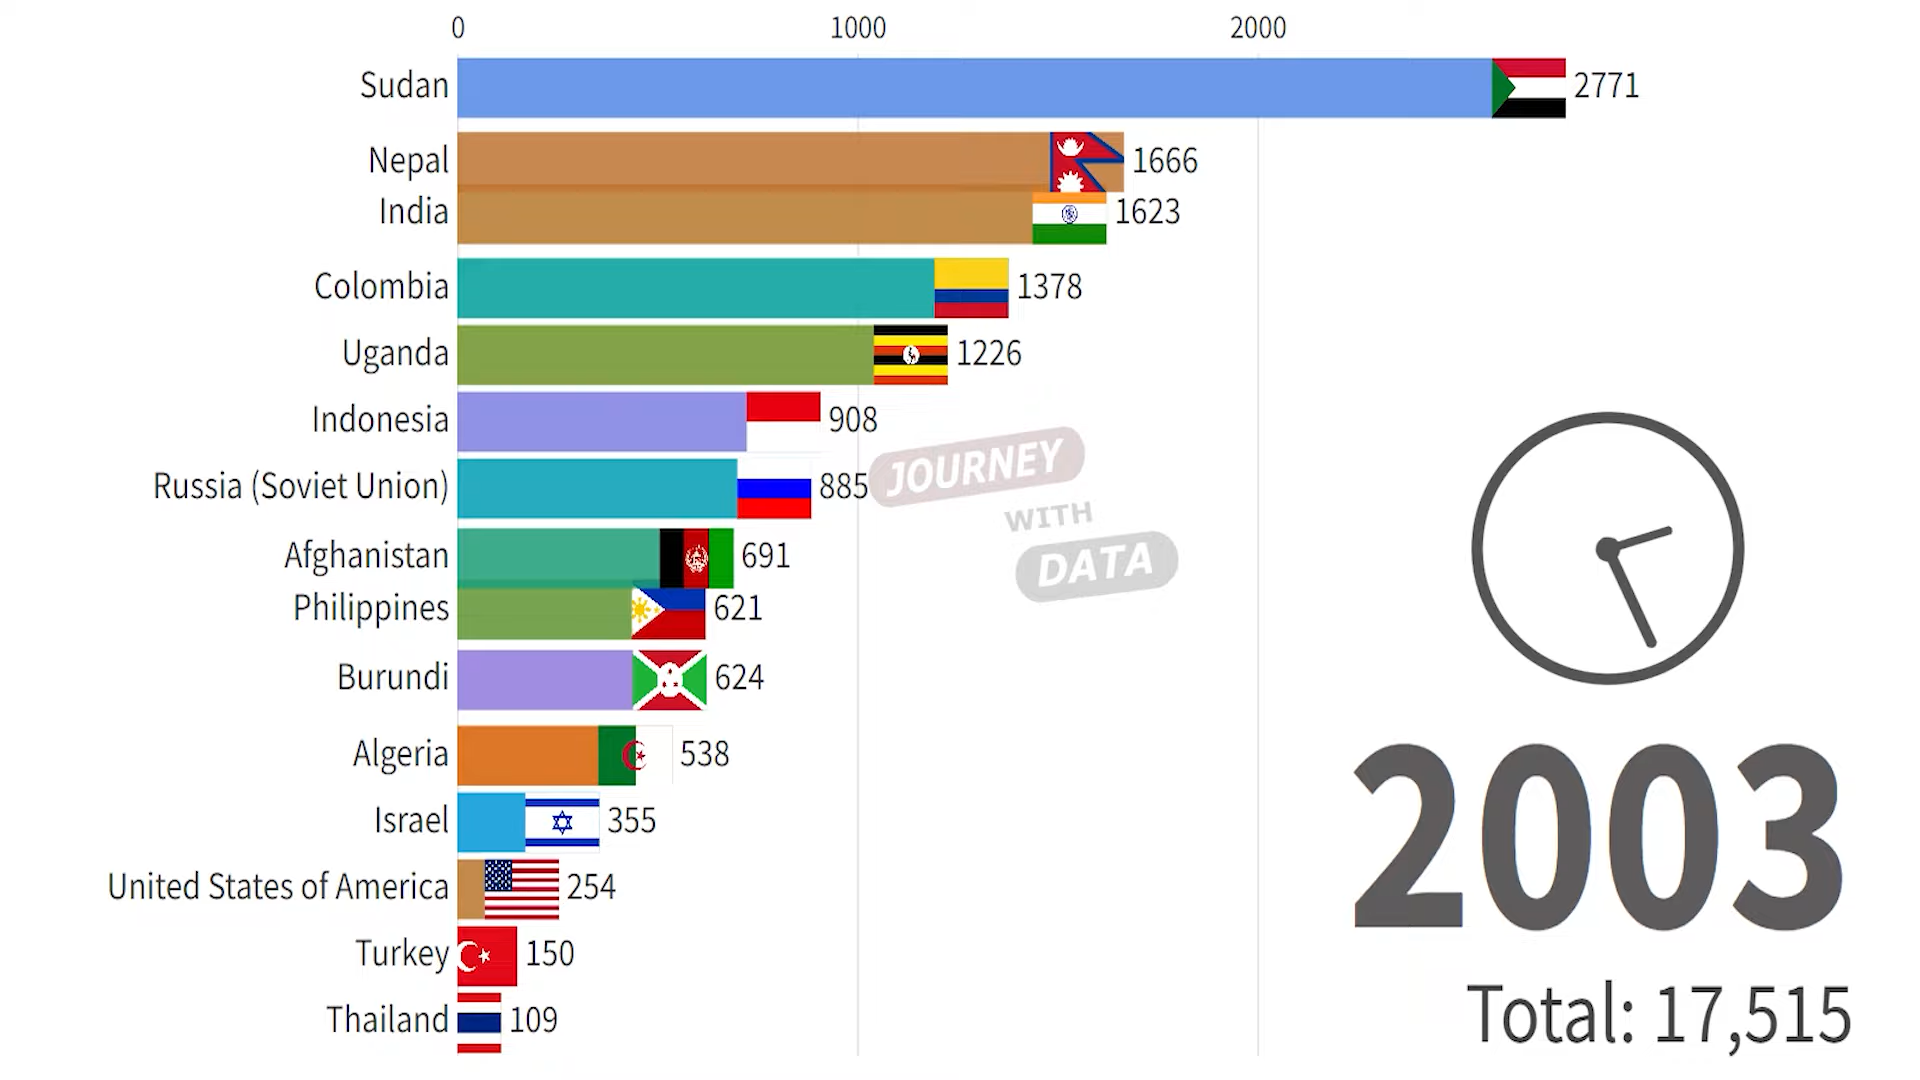 0 1000 2000
Sudan 2771
Nepal 1666
India 1623
Colombia 1378
Uganda 1226
Indonesia 908
Russia (Soviet Union) 885
JOURNEY
WITH
DATA
Afghanistan 691
Philippines 621
Burundi 624
Algeria 538
Israel 355
United States of America 254
Turkey 150
Thailand 109
2003
Total: 17,515